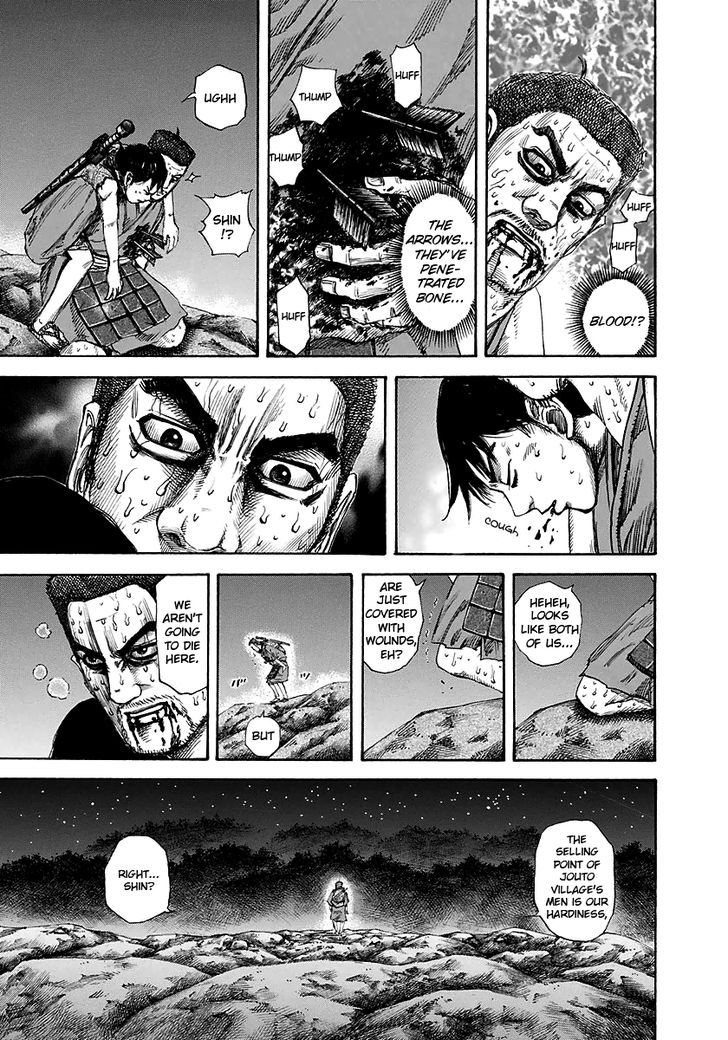 HUFF
HUFF
BLOOD!?
HUFF
THUMP
THUMP
THE
ARROWS...
THEY'VE
PENE-
TRATED
BONE...
HUFF
UGHH
SHIN
!?
COUGH
HEHEH,
LOOKS
LIKE BOTH
OF US...
ARE
JUST
COVERED
WITH
WOUNDS,
EH?
BUT
WE
AREN'T
GOING
TO DIE
HERE.
THE
SELLING
POINT OF
JOUTO
VILLAGE'S
MEN IS OUR
HARDINESS,
RIGHT...
SHIN?